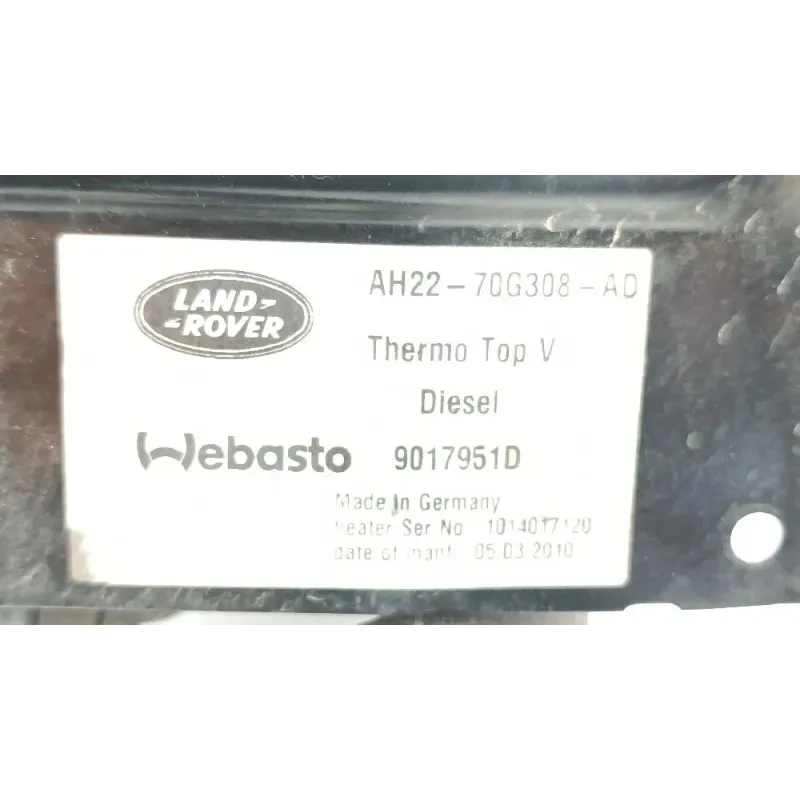 LAND
ROVER
AH22-70G308-AD
Thermo Top V
Diesel
Webasto 9017951D
Made In Germany
heater Ser No 1014017120
date of manf 05.03.2010